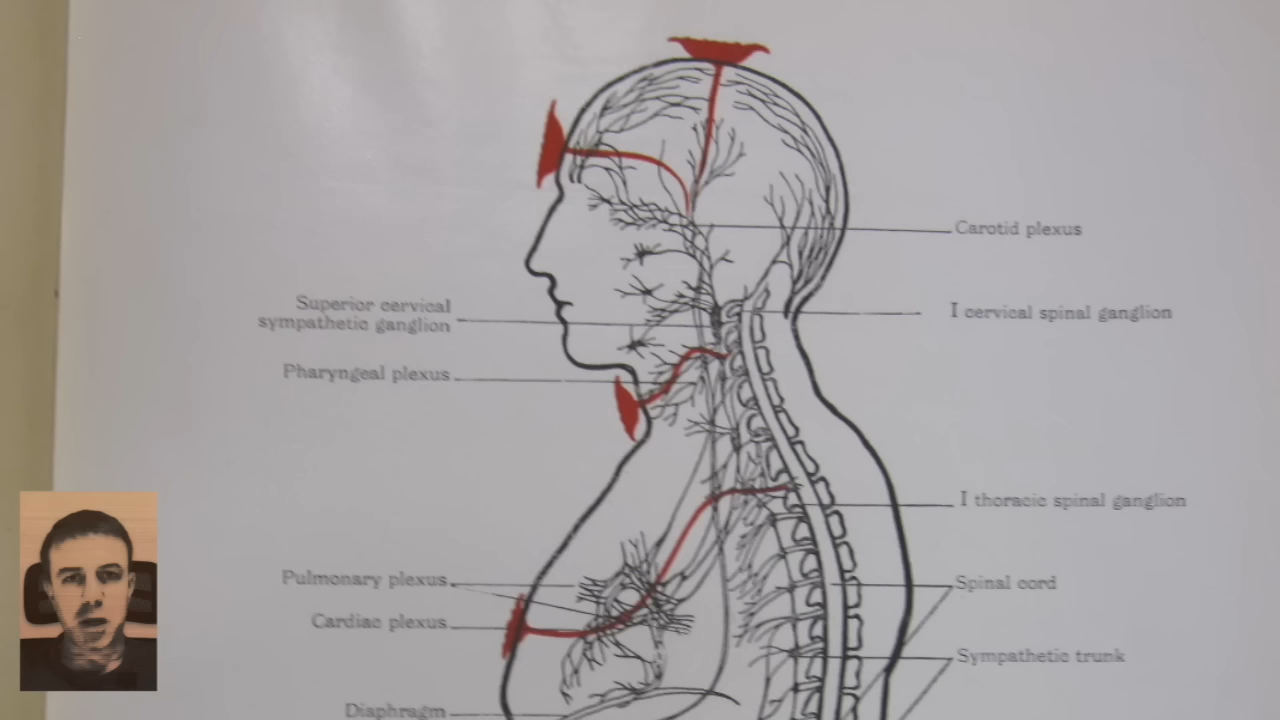 Carotid plexus
Superior cervical
sympathetic ganglion
I cervical spinal ganglion
Pharyngeal plexus
I thoracic spinal ganglion
Pulmonary plexus
Spinal cord
Cardiac plexus
Sympathetic trunk
Diaphragm